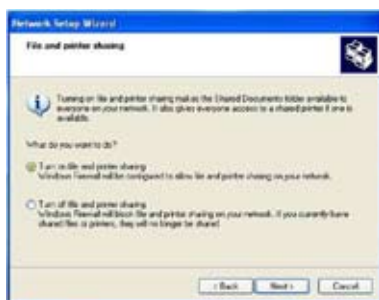 Network Setup Wizard
File and printer sharing
Turning on file and printer sharing makes the Shared Documents folder available to
everyone on your network. It also gives everyone access to a shared printer if one is
available.
What do you want to do?
Turn on file and printer sharing
Windows Firewall will be configured to allow file and printer sharing on your network.
Turn off file and printer sharing
Windows Firewall will block file and printer sharing on your network. If you currently have
shared files or printers, they will no longer be shared.
< Back Next > Cancel